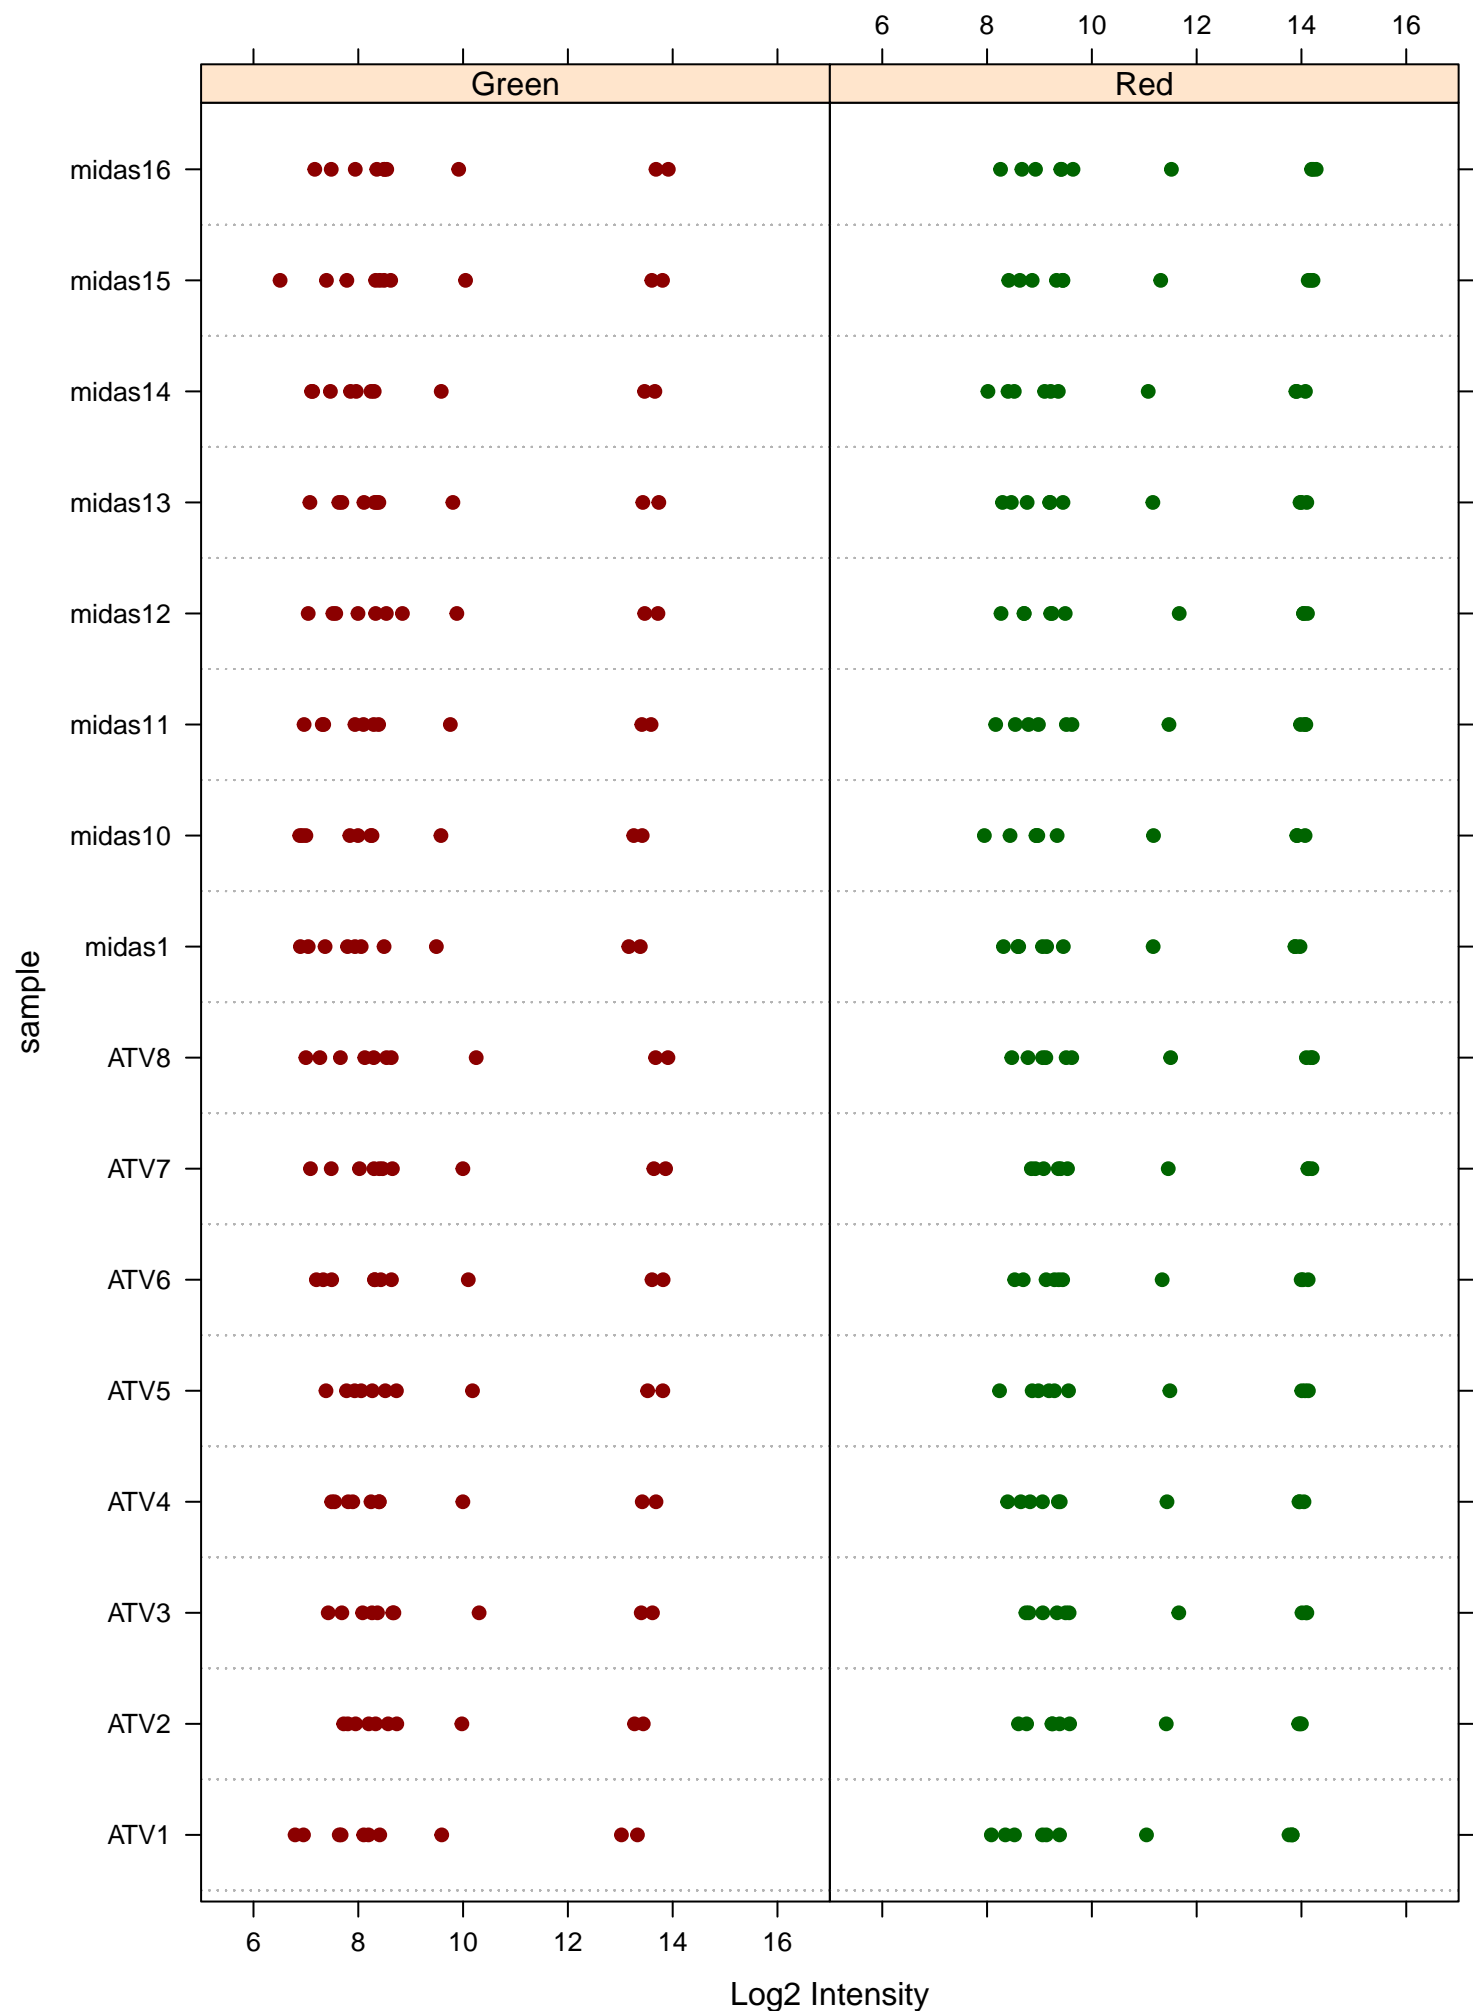 6 8 10 12 14 16
Green Red
midas16
midas15
midas14
midas13
midas12
midas11
midas10
midas1
ATV8
ATV7
ATV6
ATV5
ATV4
ATV3
ATV2
ATV1
sample
6 8 10 12 14 16
Log2 Intensity